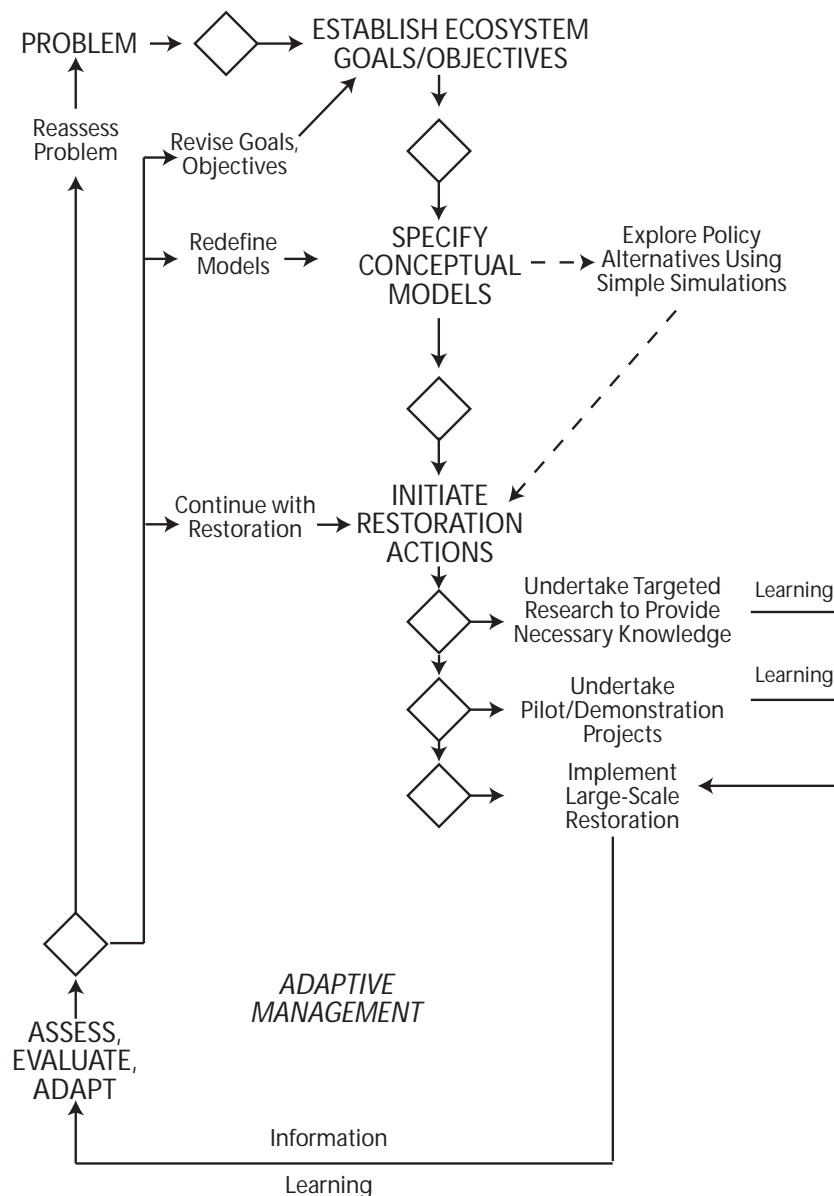 PROBLEM
ESTABLISH ECOSYSTEM
GOALS/OBJECTIVES
Reassess
Problem
Revise Goals,
Objectives
Redefine
Models
SPECIFY
CONCEPTUAL
MODELS
Explore Policy
Alternatives Using
Simple Simulations
Continue with
Restoration
INITIATE
RESTORATION
ACTIONS
Undertake Targeted
Research to Provide
Necessary Knowledge
Learning
Undertake
Pilot/Demonstration
Projects
Learning
Implement
Large-Scale
Restoration
ADAPTIVE
MANAGEMENT
ASSESS,
EVALUATE,
ADAPT
Information
Learning